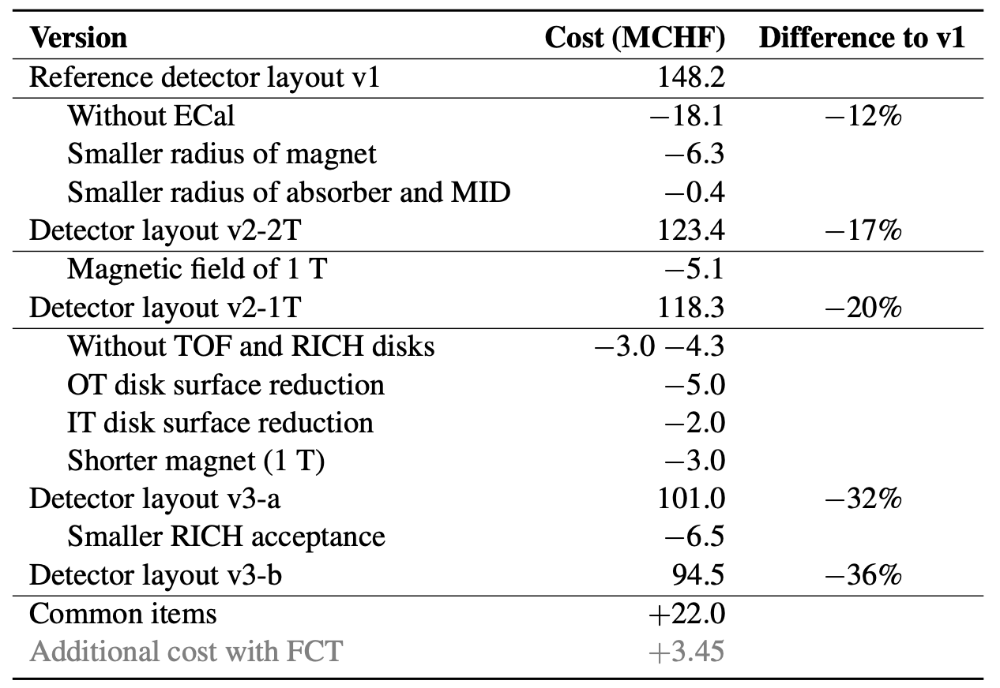 Version Cost (MCHF) Difference to v1
Reference detector layout v1 148.2
Without ECal −18.1 −12%
Smaller radius of magnet −6.3
Smaller radius of absorber and MID −0.4
Detector layout v2-2T 123.4 −17%
Magnetic field of 1 T −5.1
Detector layout v2-1T 118.3 −20%
Without TOF and RICH disks −3.0 −4.3
OT disk surface reduction −5.0
IT disk surface reduction −2.0
Shorter magnet (1 T) −3.0
Detector layout v3-a 101.0 −32%
Smaller RICH acceptance −6.5
Detector layout v3-b 94.5 −36%
Common items +22.0
Additional cost with FCT +3.45